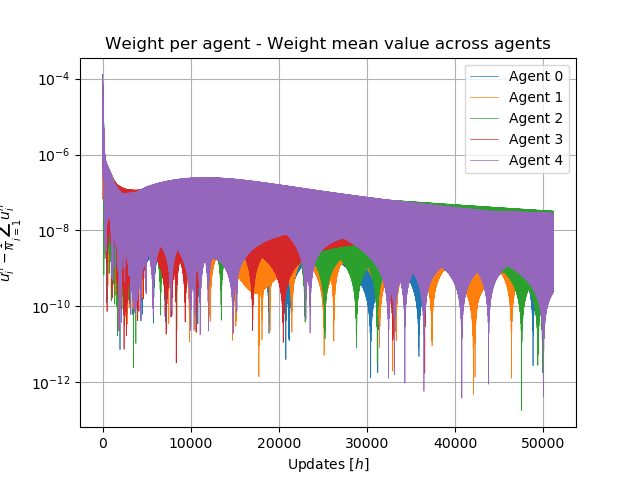 Weight per agent - Weight mean value across agents
10⁻⁴
10⁻⁶
10⁻⁸
10⁻¹⁰
10⁻¹²
0
10000
20000
30000
40000
50000
Updates [h]
Agent 0
Agent 1
Agent 2
Agent 3
Agent 4